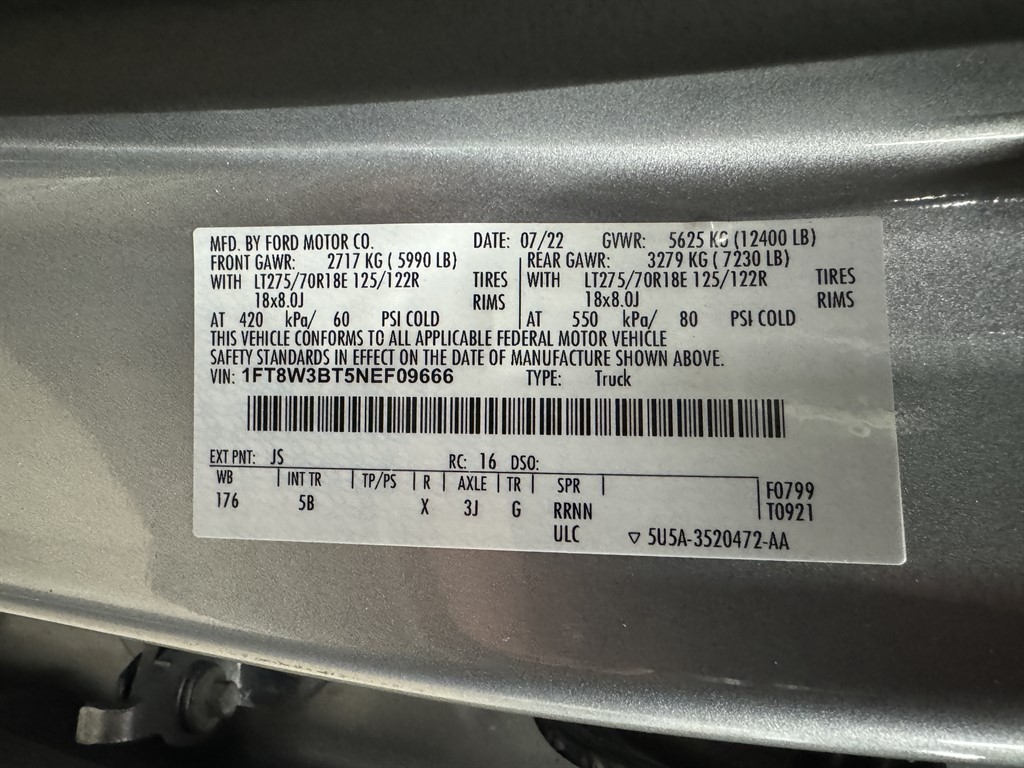 MFD. BY FORD MOTOR CO. DATE: 07/22 GVWR: 5625 KG (12400 LB)
FRONT GAWR: 2717 KG ( 5990 LB) REAR GAWR: 3279 KG ( 7230 LB)
WITH LT275/70R18E 125/122R TIRES WITH LT275/70R18E 125/122R TIRES
18x8.0J RIMS 18x8.0J RIMS
AT 420 kPa/ 60 PSI COLD AT 550 kPa/ 80 PSI COLD
THIS VEHICLE CONFORMS TO ALL APPLICABLE FEDERAL MOTOR VEHICLE
SAFETY STANDARDS IN EFFECT ON THE DATE OF MANUFACTURE SHOWN ABOVE.
VIN: 1FT8W3BT5NEF09666 TYPE: Truck
EXT PNT: JS RC: 16 DSO:
WB INT TR TP/PS R AXLE TR SPR F0799
176 5B X 3J G RRNN T0921
ULC ▽ 5U5A-3520472-AA